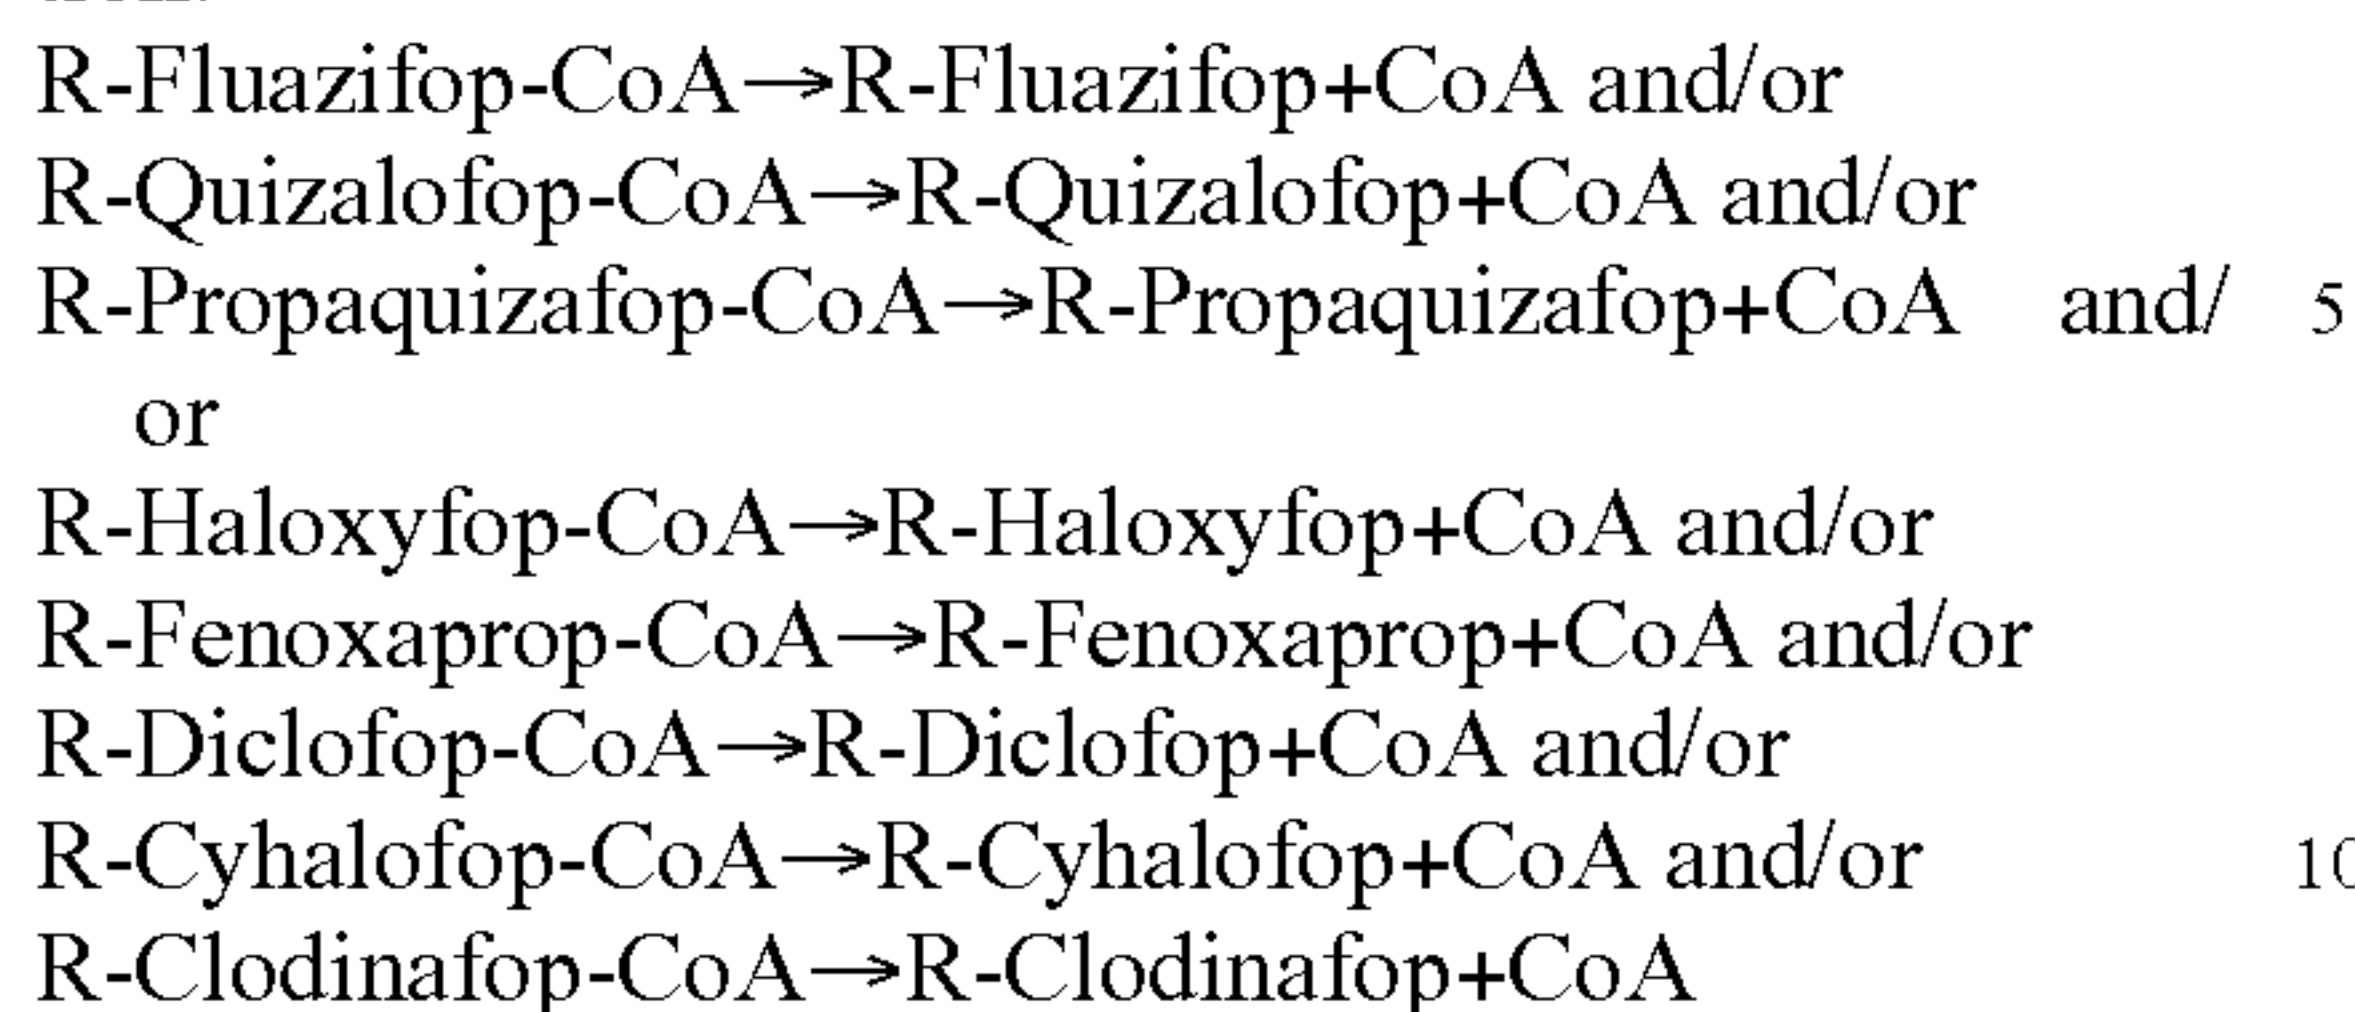 R-Fluazifop-CoA→R-Fluazifop+CoA and/or
R-Quizalofop-CoA→R-Quizalofop+CoA and/or
R-Propaquizafop-CoA→R-Propaquizafop+CoA and/ 5
or
R-Haloxyfop-CoA→R-Haloxyfop+CoA and/or
R-Fenoxaprop-CoA→R-Fenoxaprop+CoA and/or
R-Diclofop-CoA→R-Diclofop+CoA and/or
R-Cyhalofop-CoA→R-Cyhalofop+CoA and/or 10
R-Clodinafop-CoA→R-Clodinafop+CoA